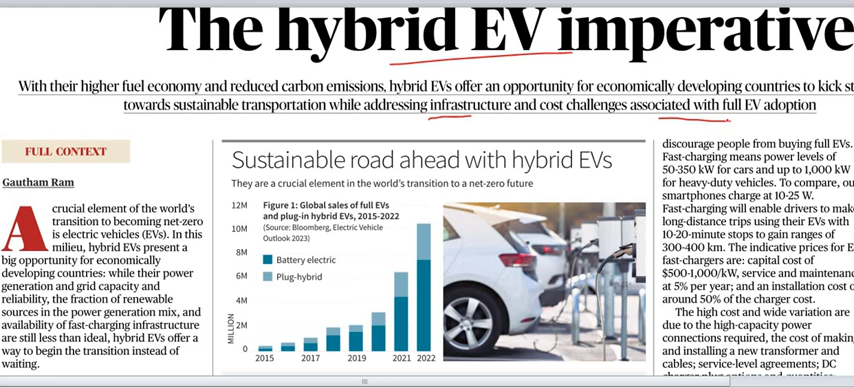 The hybrid EV imperative
With their higher fuel economy and reduced carbon emissions, hybrid EVs offer an opportunity for economically developing countries to kick
towards sustainable transportation while addressing infrastructure and cost challenges associated with full EV adoption
FULL CONTEXT
Gautham Ram
A crucial element of the world's
transition to becoming net-zero
is electric vehicles (EVs). In this
milieu, hybrid EVs present a
big opportunity for economically
developing countries: while their power
generation and grid capacity and
reliability, the fraction of renewable
sources in the power generation mix, and
availability of fast-charging infrastructure
are still less than ideal, hybrid EVs offer a
way to begin the transition instead of
waiting.
Sustainable road ahead with hybrid EVs
They are a crucial element in the world's transition to a net-zero future
Figure 1: Global sales of full EVs
and plug-in hybrid EVs, 2015-2022
(Source: Bloomberg, Electric Vehicle
Outlook 2023)
Battery electric
Plug-hybrid
12M
10M
8M
6M
4M
2M
0
MILLION
2015 2017 2019 2021 2022
discourage people from buying full EVs.
Fast-charging means power levels of
50-350 kW for cars and up to 1,000 kW
for heavy-duty vehicles. To compare,
smartphones charge at 10-25 W.
Fast-charging will enable drivers to
long-distance trips using their EVs with
10-20-minute stops to gain ranges of
300-400 km. The indicative prices for
fast-chargers are: capital cost of
$500-1,000/kW, service and
at 5% per year; and an installation cost
around 50% of the charger cost.
The high cost and wide variation are
due to the high-capacity power
connections required, the cost of
and installing a new transformer and
cables; service-level agreements; DC